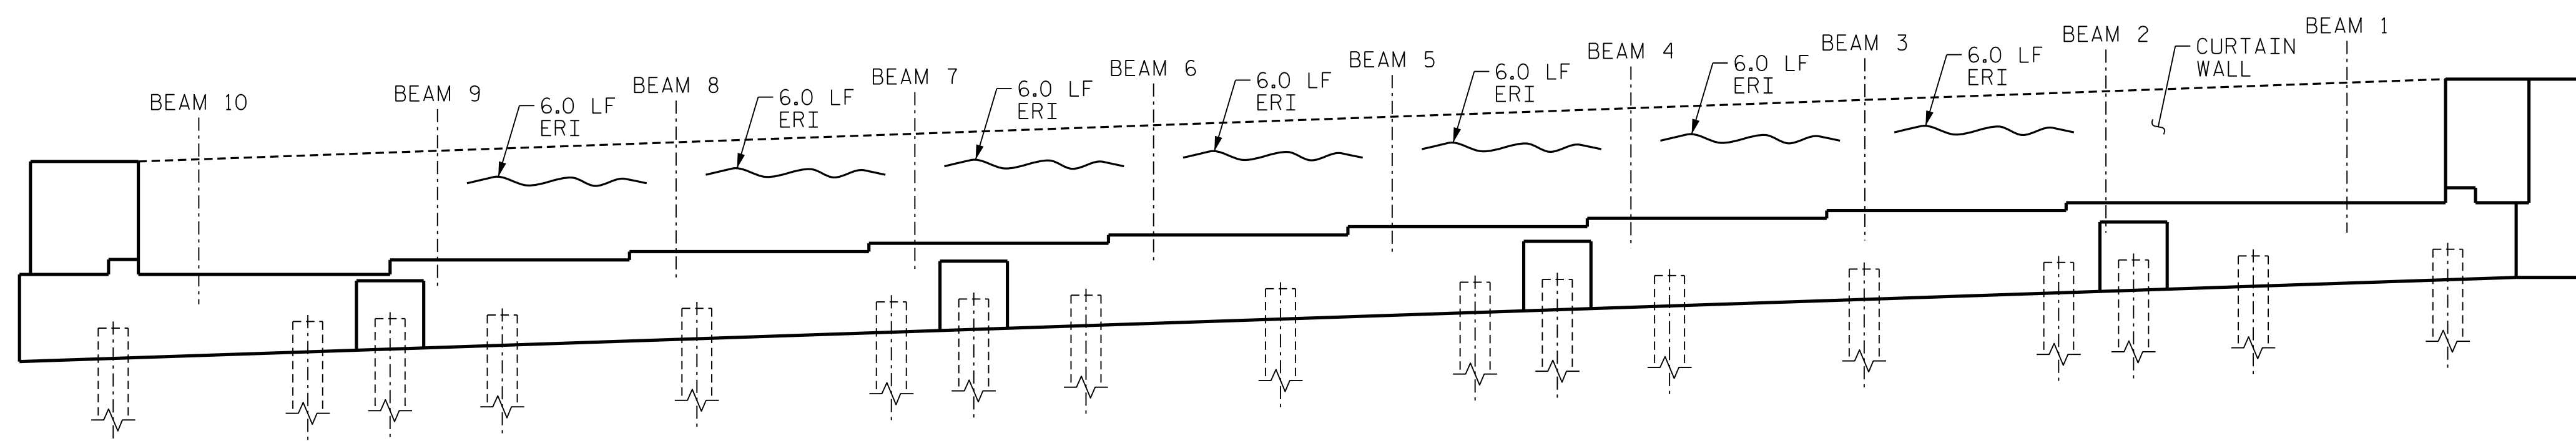 BEAM 10
BEAM 9
6.0 LF
ERI
BEAM 8
6.0 LF
ERI
BEAM 7
6.0 LF
ERI
BEAM 6
6.0 LF
ERI
BEAM 5
6.0 LF
ERI
BEAM 4
6.0 LF
ERI
BEAM 3
6.0 LF
ERI
BEAM 2
CURTAIN
WALL
BEAM 1